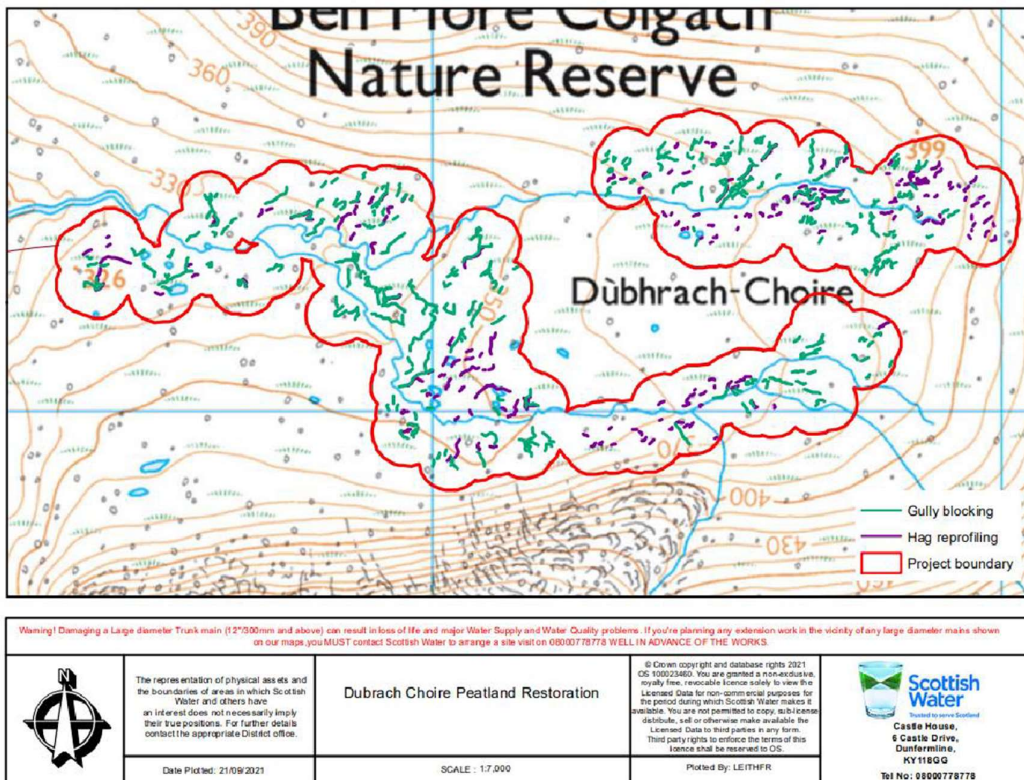 Ben More Coigach
Nature Reserve
390
360
330
399
326
350
Dùbhrach-Choire
370
400
430
450
Gully blocking
Hag reprofiling
Project boundary
Warning! Damaging a Large diameter Trunk main (12"/300mm and above) can result in loss of life and major Water Supply and Water Quality problems. If you're planning any extension work in the vicinity of any large diameter mains shown
on our maps,you MUST contact Scottish Water to arrange a site visit on 08000778778 WELL IN ADVANCE OF THE WORKS.
N
The representation of physical assets and
the boundaries of areas in which Scottish
Water and others have
an interest does not necessarily imply
their true positions. For further details
contact the appropriate District office.
Date Plotted: 21/09/2021
Dubrach Choire Peatland Restoration
SCALE : 1:7,000
© Crown copyright and database rights 2021
OS 100023460. You are granted a non-exclusive,
royalty free, revocable licence solely to view the
Licensed Data for non-commercial purposes for
the period during which Scottish Water makes it
available. You are not permitted to copy, sub-license
distribute, sell or otherwise make available the
Licensed Data to third parties in any form.
Third party rights to enforce the terms of this
licence shall be reserved to OS.
Plotted By: LEITHFR
Scottish
Water
Trusted to serve Scotland
Castle House,
6 Castle Drive,
Dunfermline,
KY118GG
Tel No: 08000778778